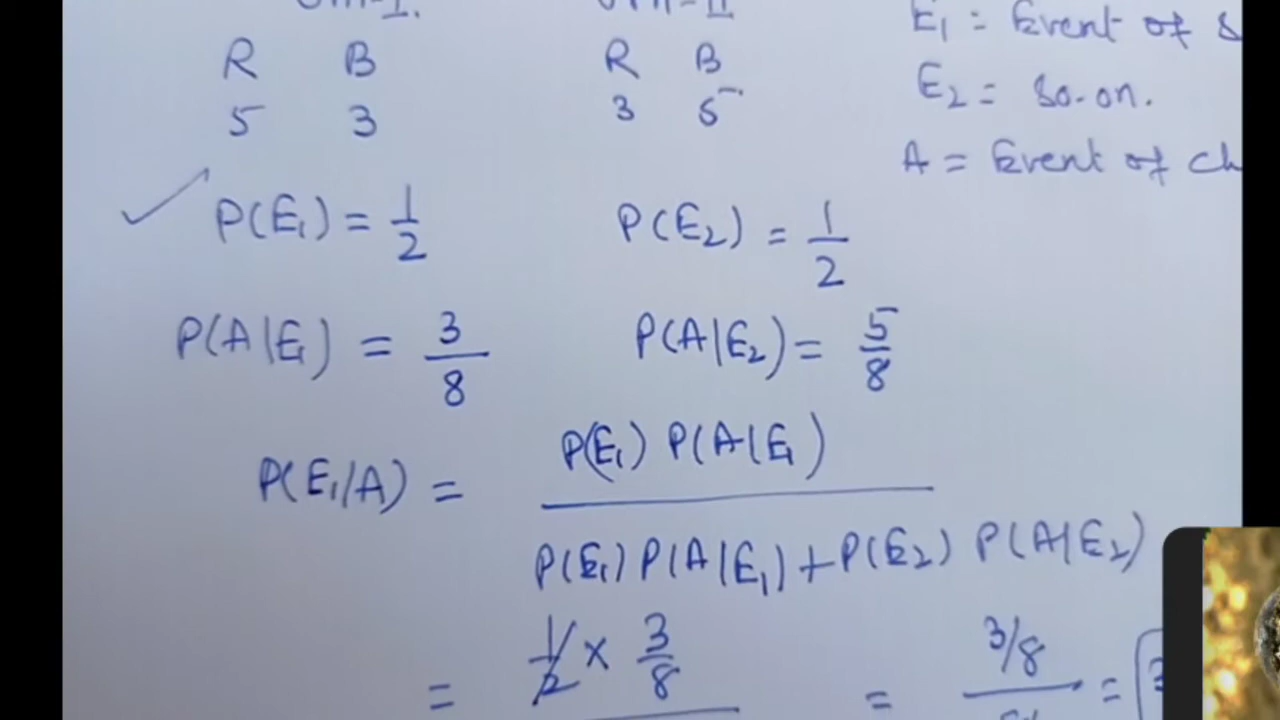 E₁ = Event of
R B R B E₂ = so-on.
5 3 3 5
A = Event of
P(E₁) = 1/2 P(E₂) = 1/2
P(A|E₁) = 3/8 P(A|E₂) = 5/8
P(E₁/A) = P(E₁) P(A|E₁)
P(E₁) P(A|E₁) + P(E₂) P(A|E₂)
= 1/2 × 3/8 = 3/8 =